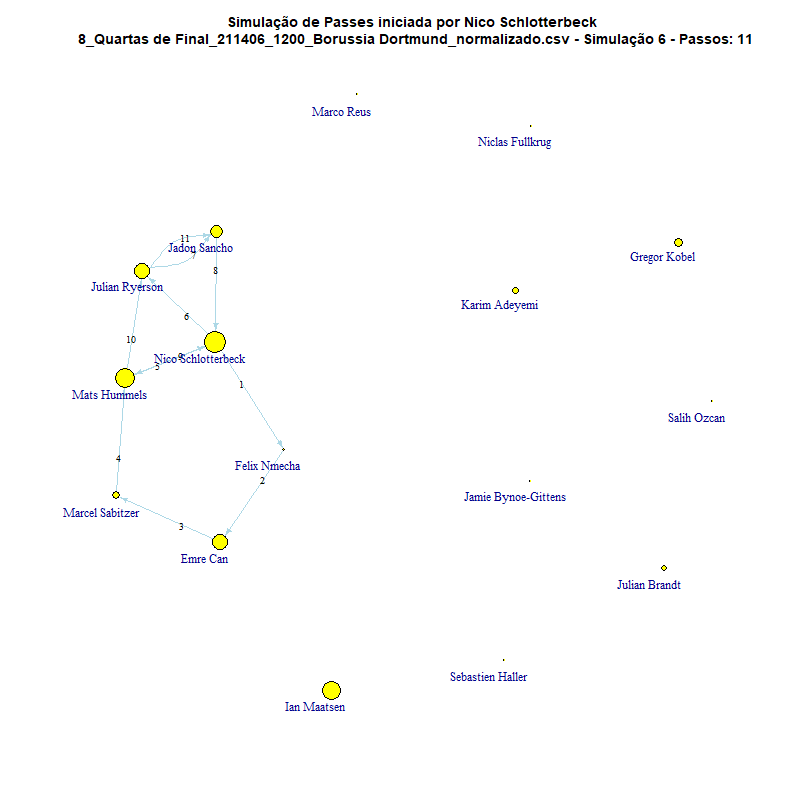 Simulação de Passes iniciada por Nico Schlotterbeck
8_Quartas de Final_211406_1200_Borussia Dortmund_normalizado.csv - Simulação 6 - Passos: 11
Marco Reus
Niclas Fullkrug
11
Jadon Sancho
7
Gregor Kobel
8
Julian Ryerson
Karim Adeyemi
6
10
Nico Schlotterbeck
9
5
1
Mats Hummels
Salih Ozcan
4
Felix Nmecha
2
Jamie Bynoe-Gittens
Marcel Sabitzer
3
Emre Can
Julian Brandt
Sebastien Haller
Ian Maatsen